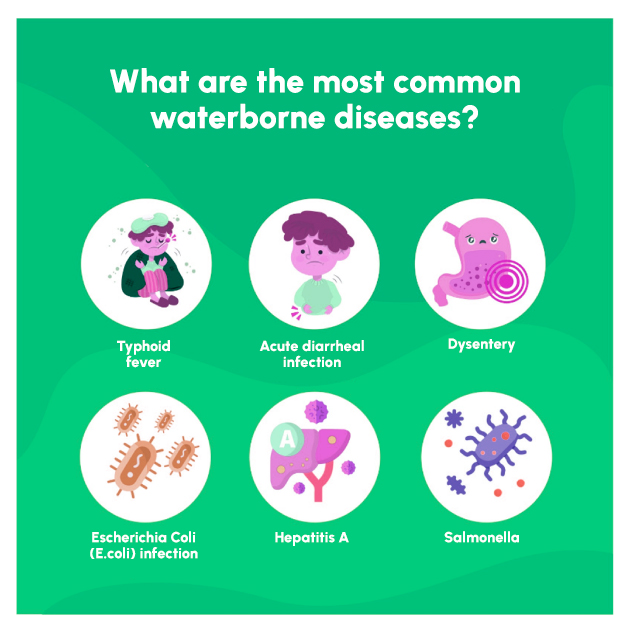 What are the most common
waterborne diseases?
A
Typhoid
fever
Acute diarrheal
infection
Dysentery
Escherichia Coli
(E.coli) infection
Hepatitis A
Salmonella